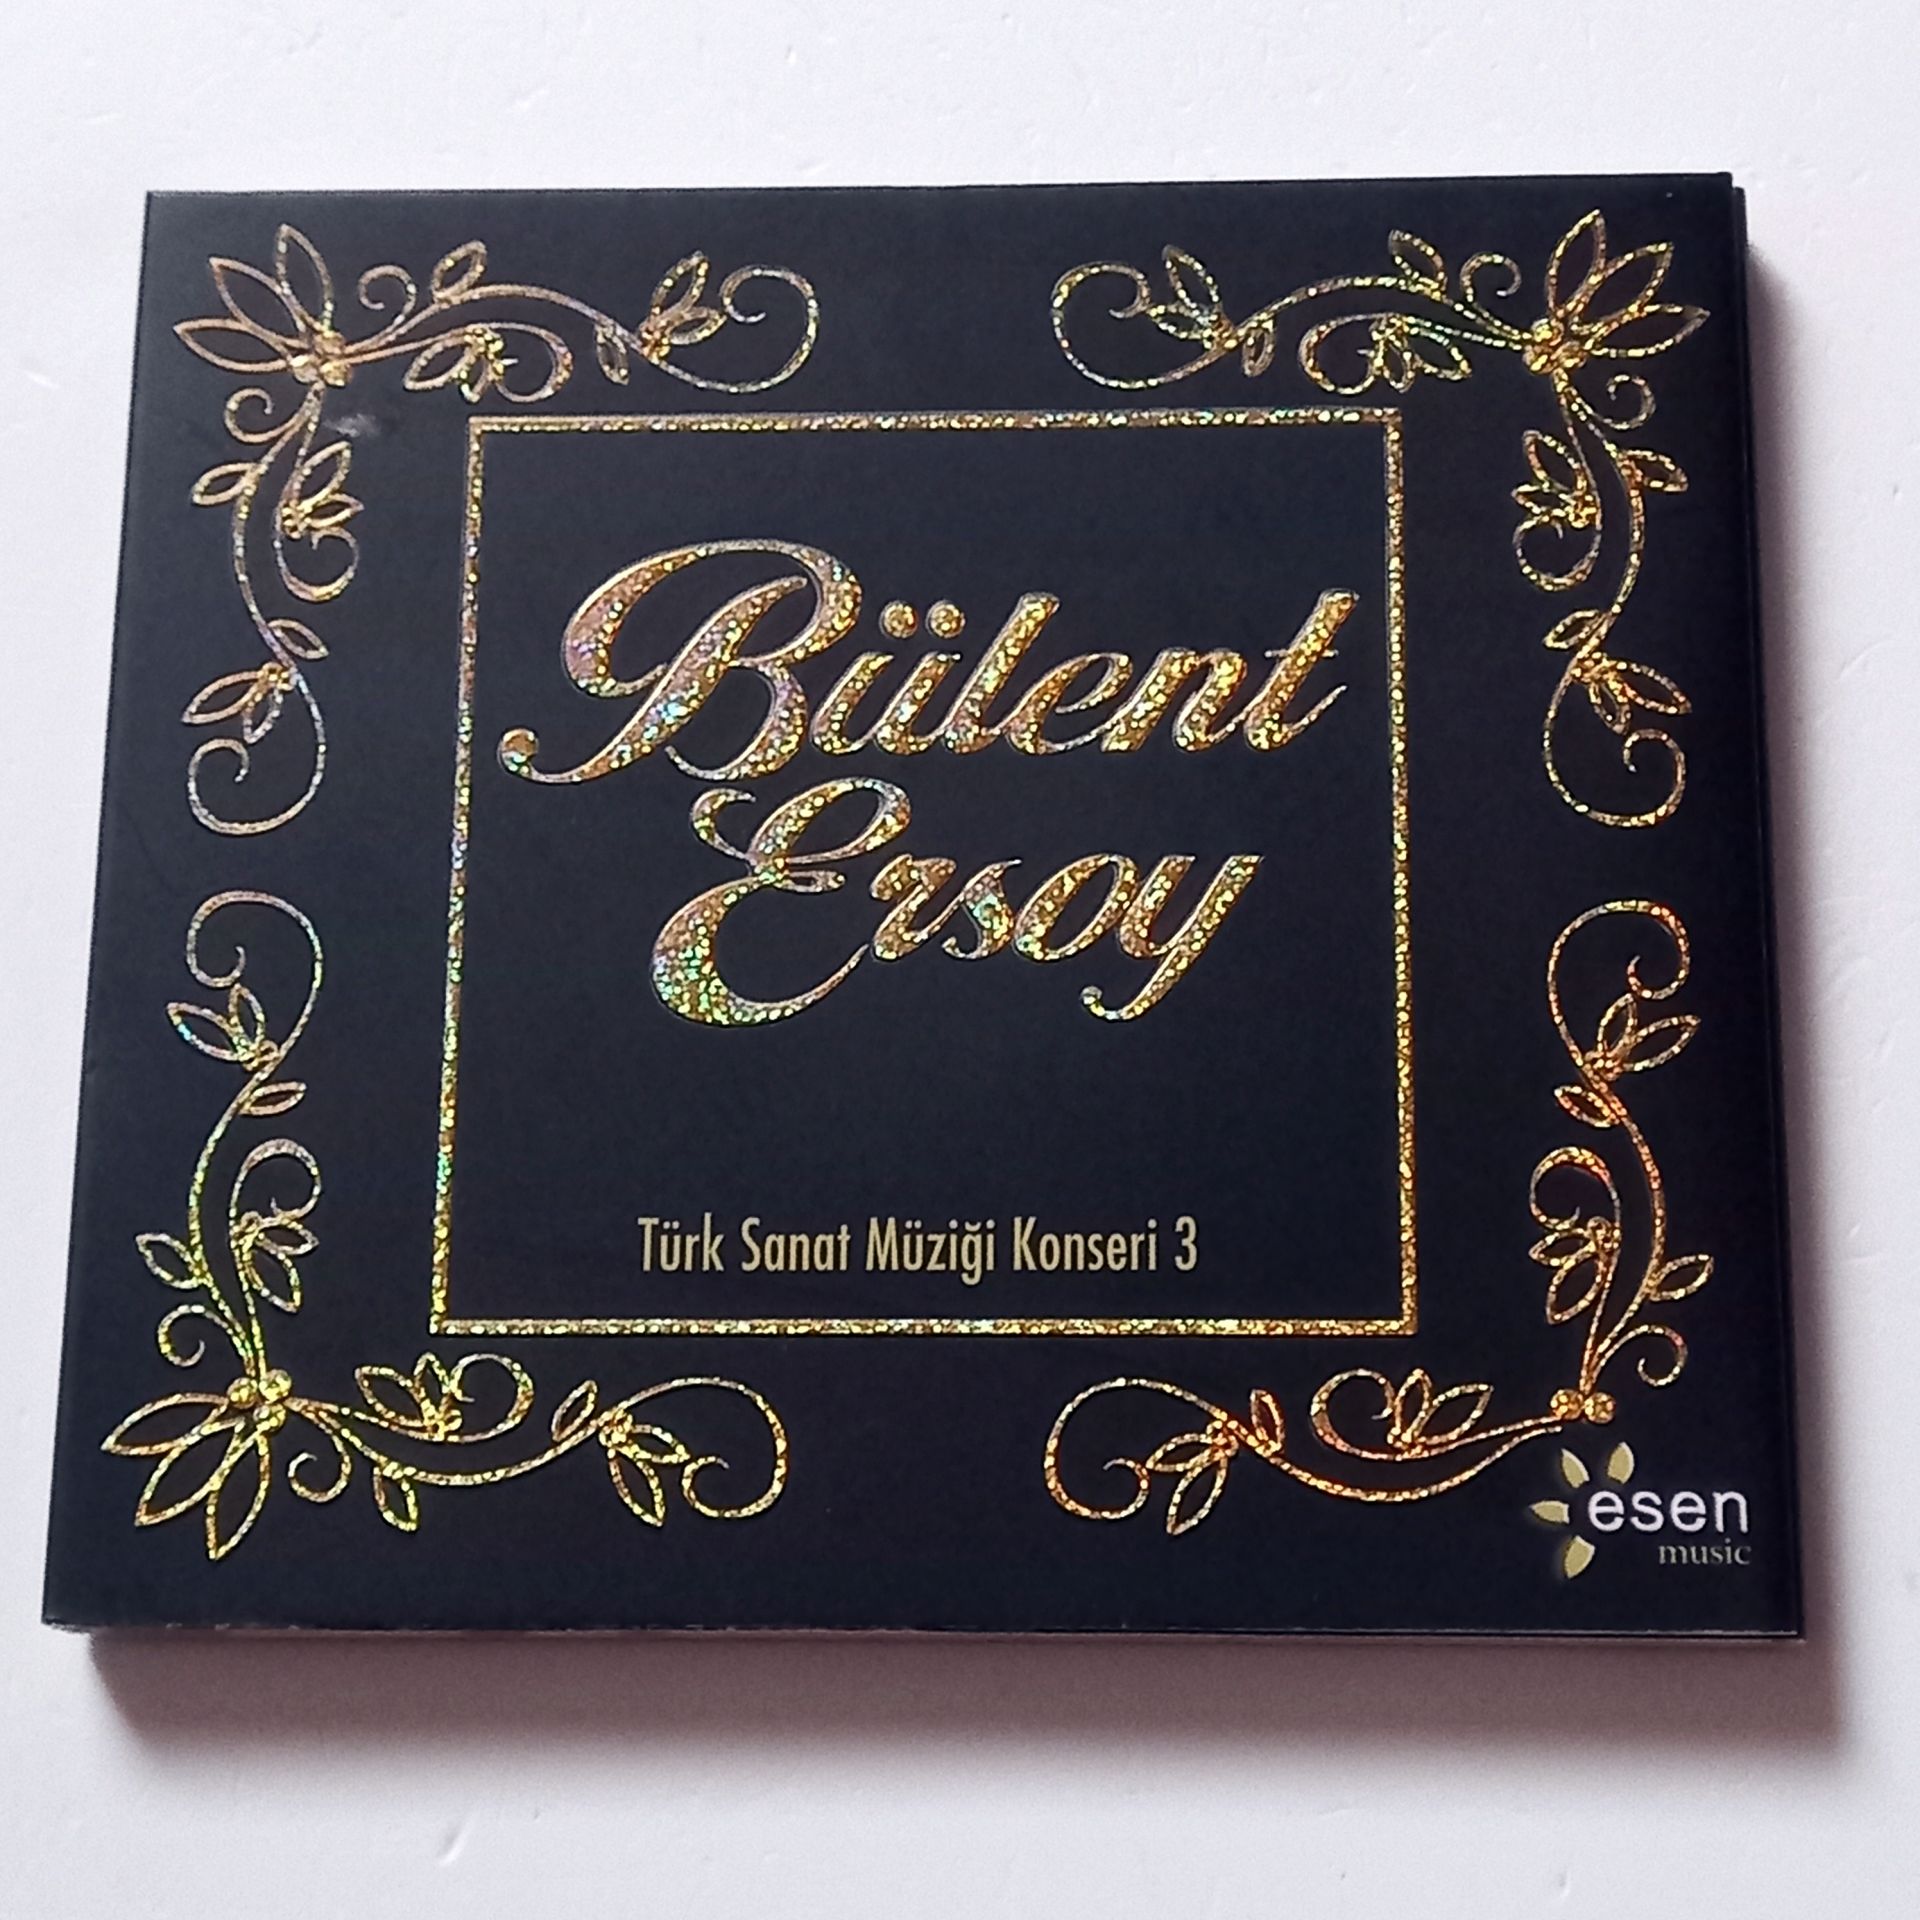 Bülent
Ersoy
Türk Sanat Müziği Konseri 3
esen
music